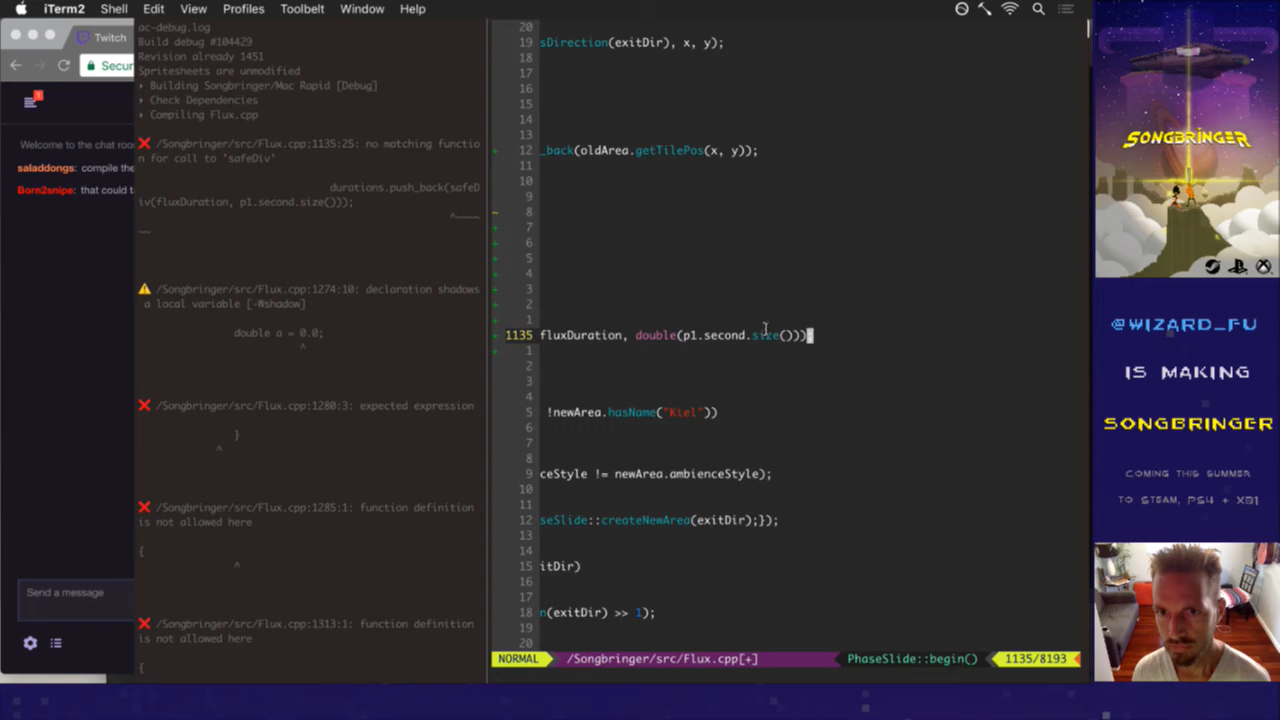 iTerm2 Shell Edit View Profiles Toolbelt Window Help
Twitch
Secur
1
Welcome to the chat roo
saladdongs: compile the
Born2snipe: that could t
Send a message
ac-debug.log
Build debug #104429
Revision already 1451
Spritesheets are unmodified
▸ Building Songbringer/Mac Rapid [Debug]
▸ Check Dependencies
▸ Compiling Flux.cpp
❌ /Songbringer/src/Flux.cpp:1135:25: no matching functio
n for call to 'safeDiv'
durations.push_back(safeD
iv(fluxDuration, p1.second.size()));
^~~~~
~~
⚠️ /Songbringer/src/Flux.cpp:1274:10: declaration shadows
a local variable [-Wshadow]
double a = 0.0;
^
❌ /Songbringer/src/Flux.cpp:1280:3: expected expression
}
^
❌ /Songbringer/src/Flux.cpp:1285:1: function definition
is not allowed here
{
^
❌ /Songbringer/src/Flux.cpp:1313:1: function definition
is not allowed here
{
20
19 sDirection(exitDir), x, y);
18
17
16
15
14
13
+ 12 _back(oldArea.getTilePos(x, y));
11
10
9
~ 8
+ 7
+ 6
+ 5
+ 4
+ 3
+ 2
+ 1
+ 1135 fluxDuration, double(p1.second.size()));
+ 1
2
3
4
5 !newArea.hasName("Kiel"))
6
7
8
9 ceStyle != newArea.ambienceStyle);
10
11
12 seSlide::createNewArea(exitDir);});
13
14
15 itDir)
16
17
18 n(exitDir) >> 1);
19
20
NORMAL /Songbringer/src/Flux.cpp[+] PhaseSlide::begin() 1135/8193
SONGBRINGER
@WIZARD_FU
IS MAKING
SONGBRINGER
COMING THIS SUMMER
TO STEAM, PS4 + XB1